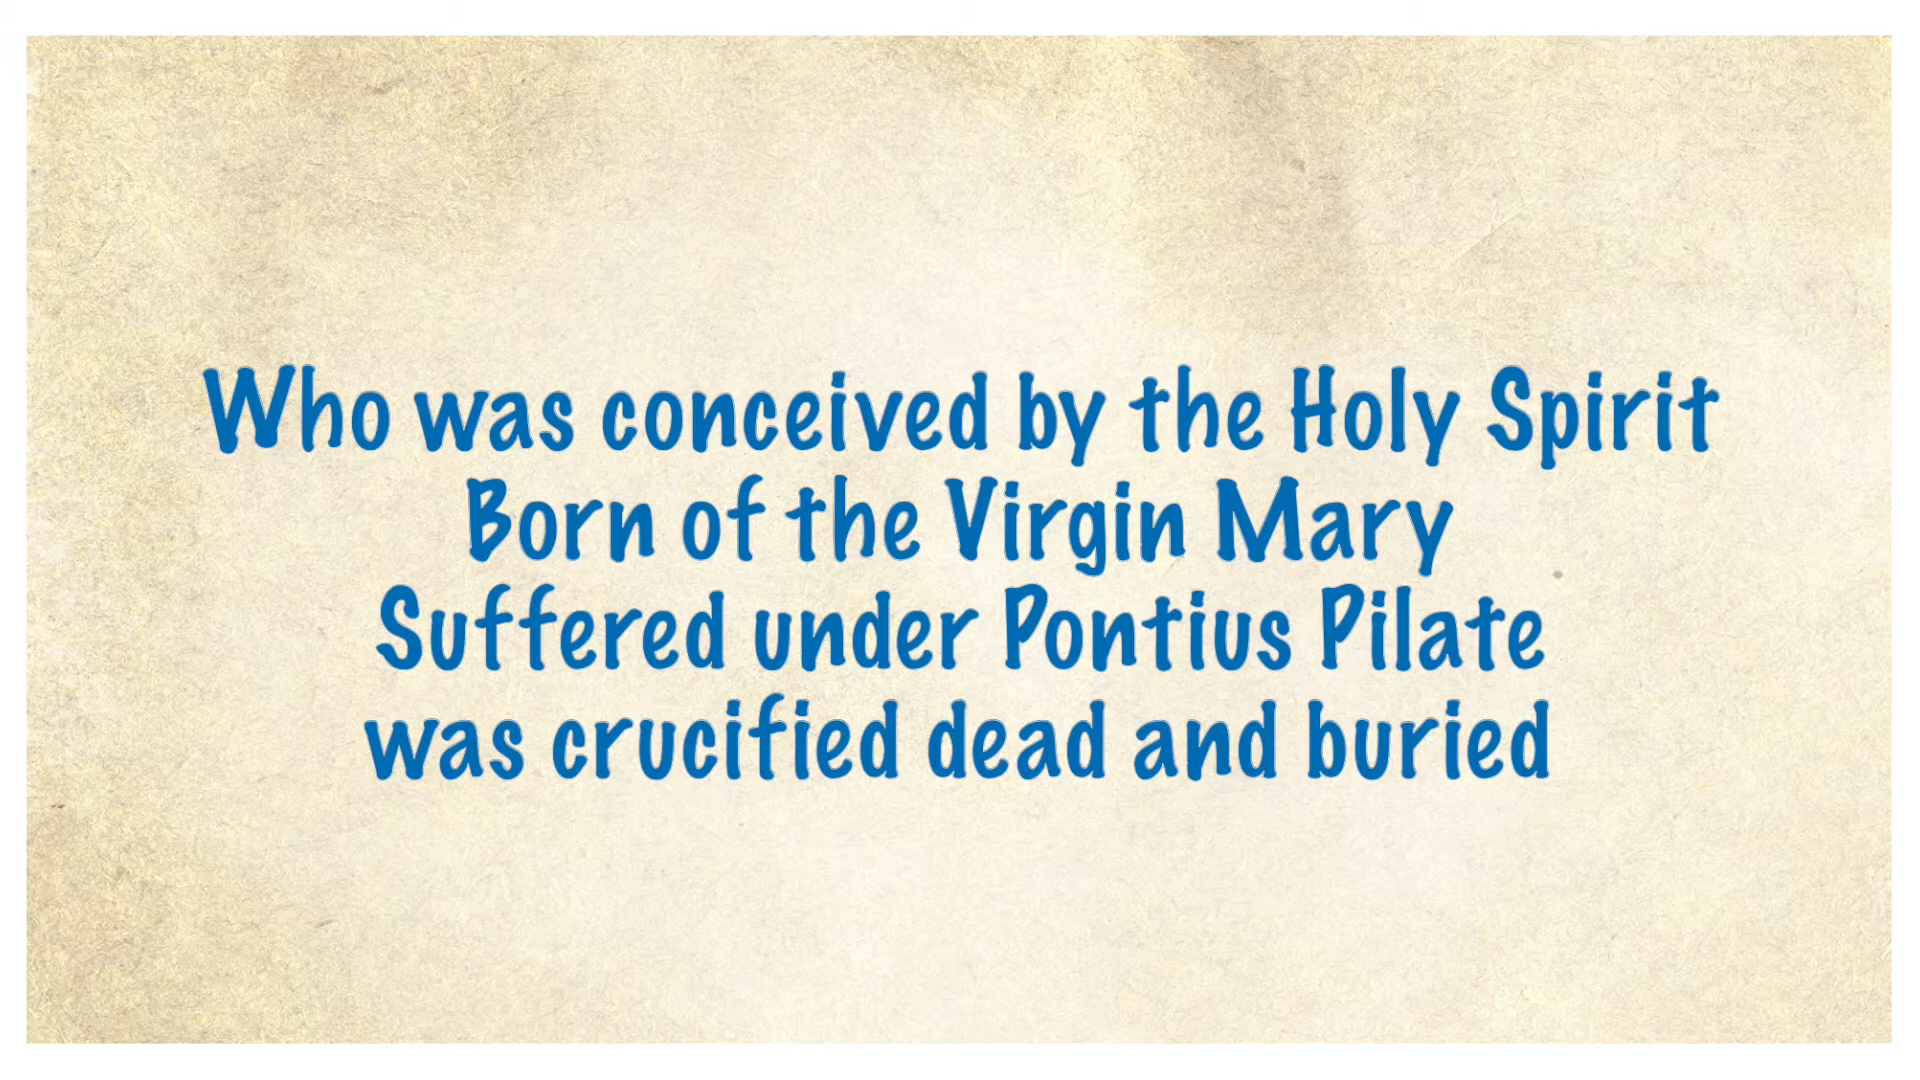 Who was conceived by the Holy Spirit
Born of the Virgin Mary
Suffered under Pontius Pilate
was crucified dead and buried